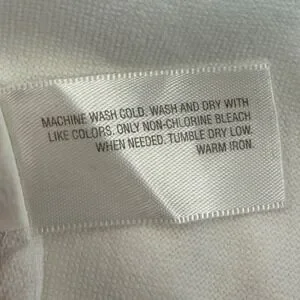 MACHINE WASH COLD. WASH AND DRY WITH
LIKE COLORS. ONLY NON-CHLORINE BLEACH
WHEN NEEDED. TUMBLE DRY LOW.
WARM IRON.